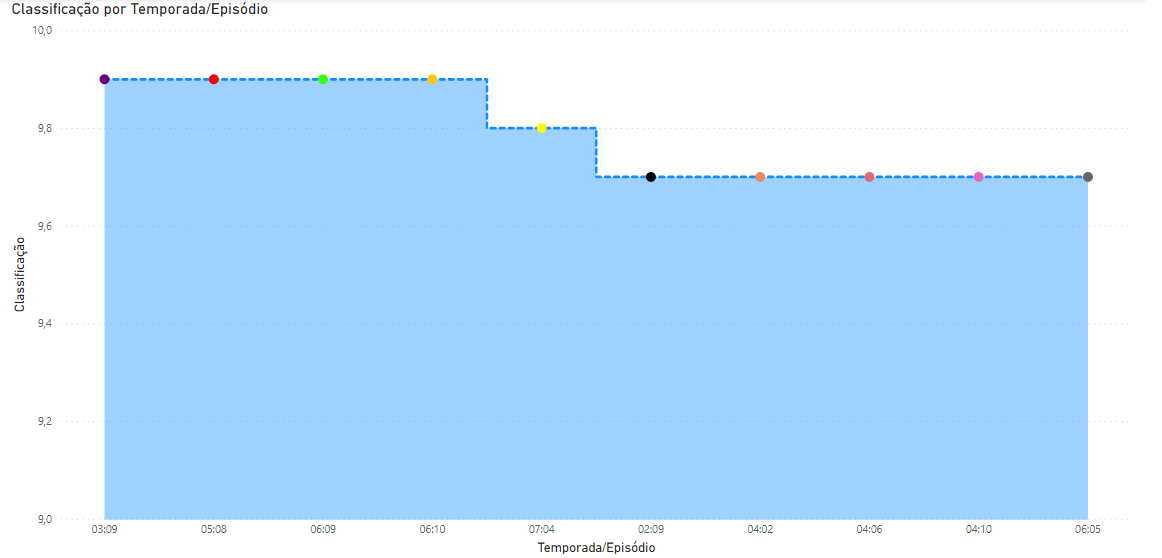 Classificação por Temporada/Episódio
10,0
9,8
9,6
9,4
9,2
9,0
Classificação
03:09 05:08 06:09 06:10 07:04 02:09 04:02 04:06 04:10 06:05
Temporada/Episódio